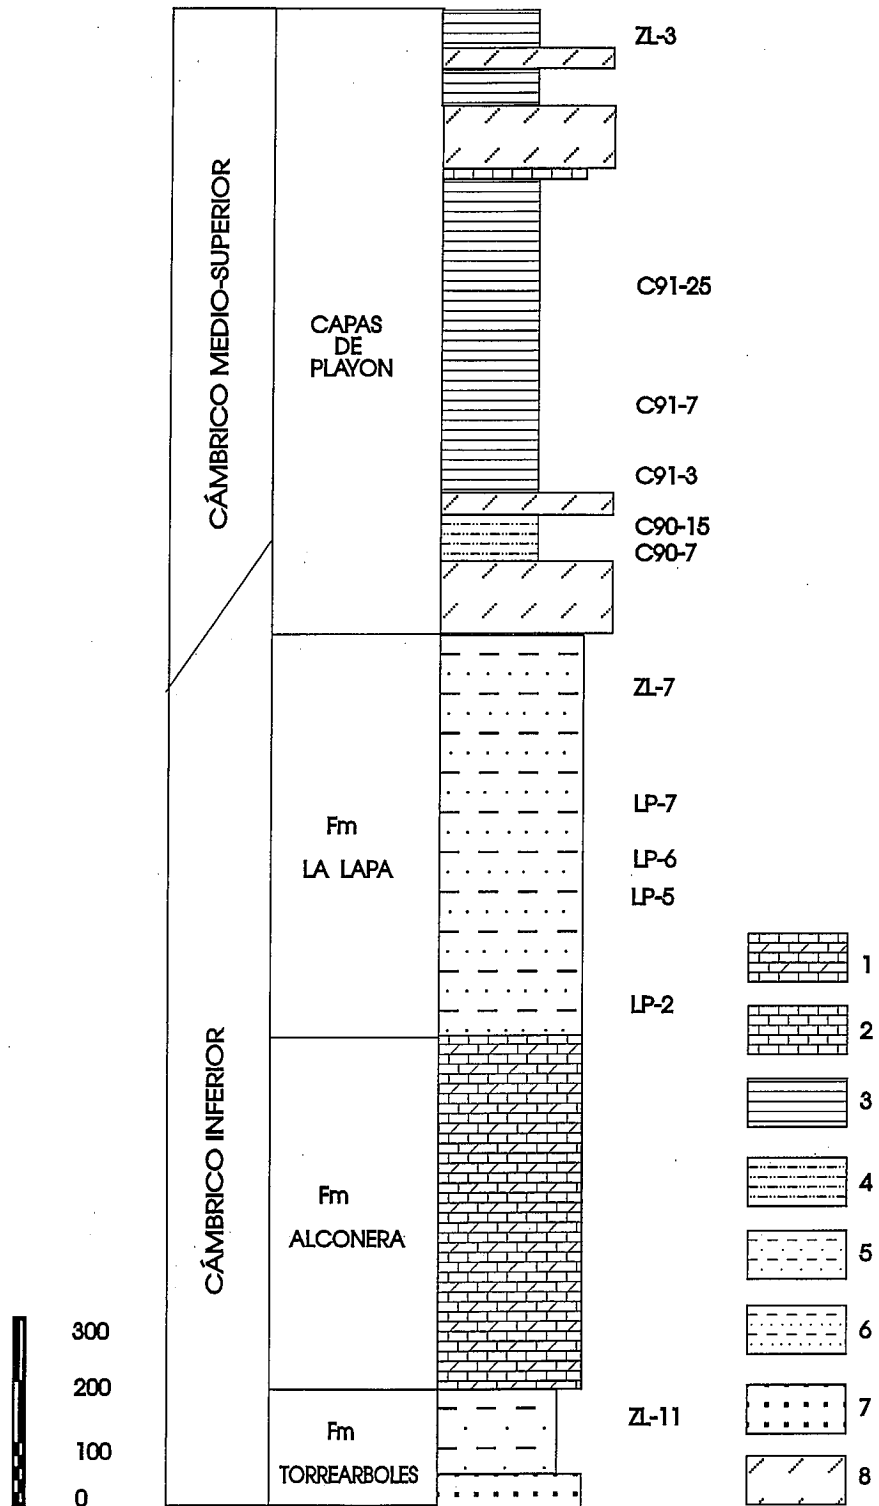 ZL-3
CÁMBRICO MEDIO-SUPERIOR
CAPAS
DE
PLAYON
C91-25
C91-7
C91-3
C90-15
C90-7
ZL-7
LP-7
Fm
LA LAPA
LP-6
LP-5
LP-2
CÁMBRICO INFERIOR
Fm
ALCONERA
Fm
TORREARBOLES
ZL-11
300
200
100
0
1
2
3
4
5
6
7
8